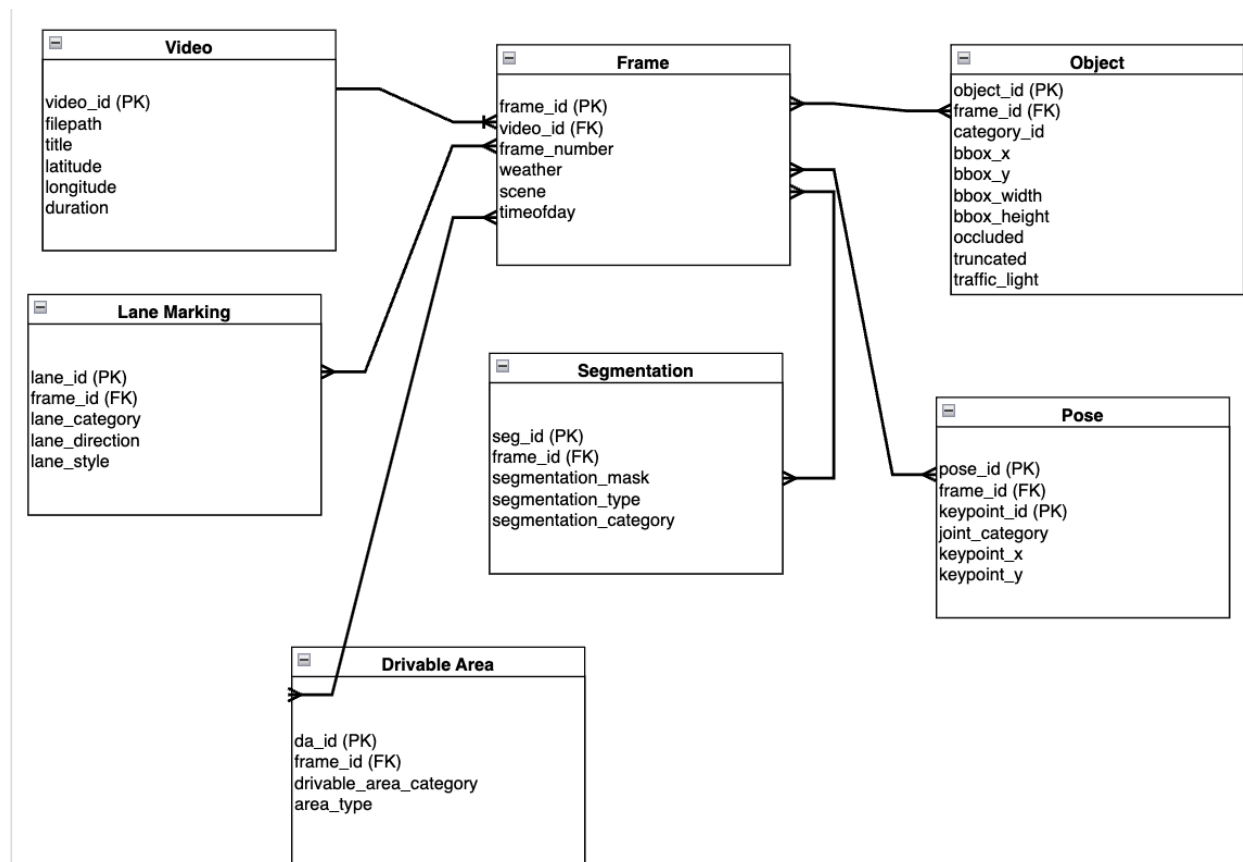 Video
video_id (PK)
filepath
title
latitude
longitude
duration
Frame
frame_id (PK)
video_id (FK)
frame_number
weather
scene
timeofday
Object
object_id (PK)
frame_id (FK)
category_id
bbox_x
bbox_y
bbox_width
bbox_height
occluded
truncated
traffic_light
Lane Marking
lane_id (PK)
frame_id (FK)
lane_category
lane_direction
lane_style
Segmentation
seg_id (PK)
frame_id (FK)
segmentation_mask
segmentation_type
segmentation_category
Pose
pose_id (PK)
frame_id (FK)
keypoint_id (PK)
joint_category
keypoint_x
keypoint_y
Drivable Area
da_id (PK)
frame_id (FK)
drivable_area_category
area_type